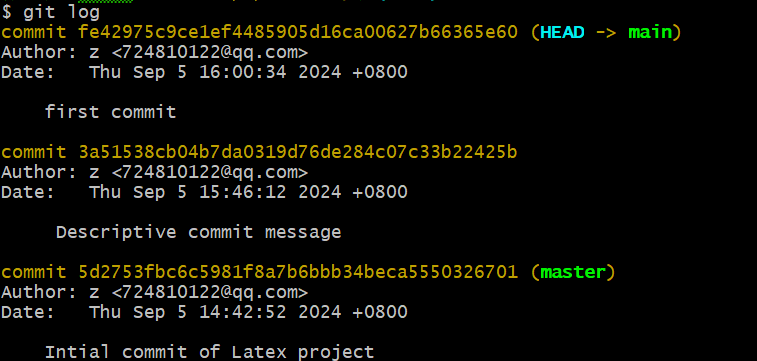 $ git log
commit fe42975c9ce1ef4485905d16ca00627b66365e60 (HEAD -> main)
Author: z <724810122@qq.com>
Date:   Thu Sep 5 16:00:34 2024 +0800
first commit
commit 3a51538cb04b7da0319d76de284c07c33b22425b
Author: z <724810122@qq.com>
Date:   Thu Sep 5 15:46:12 2024 +0800
Descriptive commit message
commit 5d2753fbc6c5981f8a7b6bbb34beca5550326701 (master)
Author: z <724810122@qq.com>
Date:   Thu Sep 5 14:42:52 2024 +0800
Intial commit of Latex project